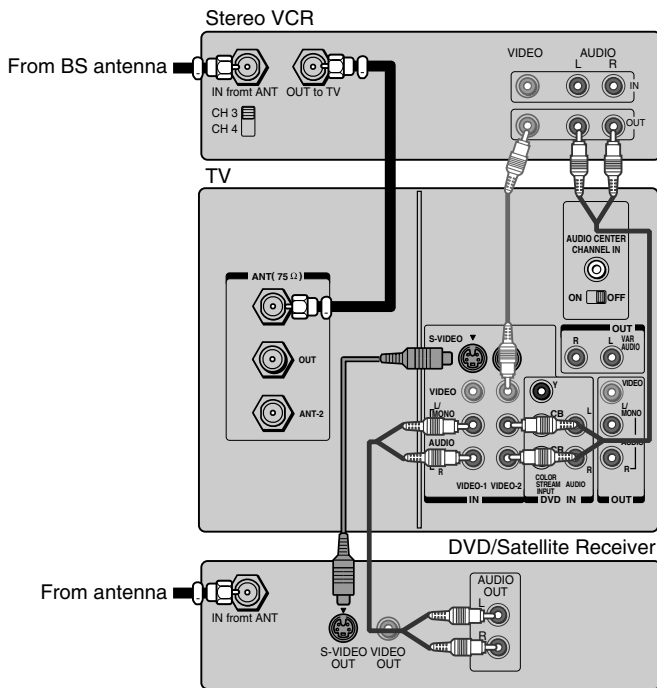 Stereo VCR
From BS antenna
IN fromt ANT
OUT to TV
CH 3
CH 4
VIDEO
AUDIO
L
R
IN
OUT
TV
ANT( 75 Ω )
OUT
ANT-2
AUDIO CENTER
CHANNEL IN
ON
OFF
OUT
R
L
VAR
AUDIO
S-VIDEO
VIDEO
L/
MONO
AUDIO
R
VIDEO-1
VIDEO-2
IN
Y
CB
CR
L
R
COLOR
STREAM
INPUT
AUDIO
DVD IN
VIDEO
L/
MONO
AUDIO
R
OUT
DVD/Satellite Receiver
From antenna
IN fromt ANT
S-VIDEO
OUT
VIDEO
OUT
AUDIO
OUT
L
R